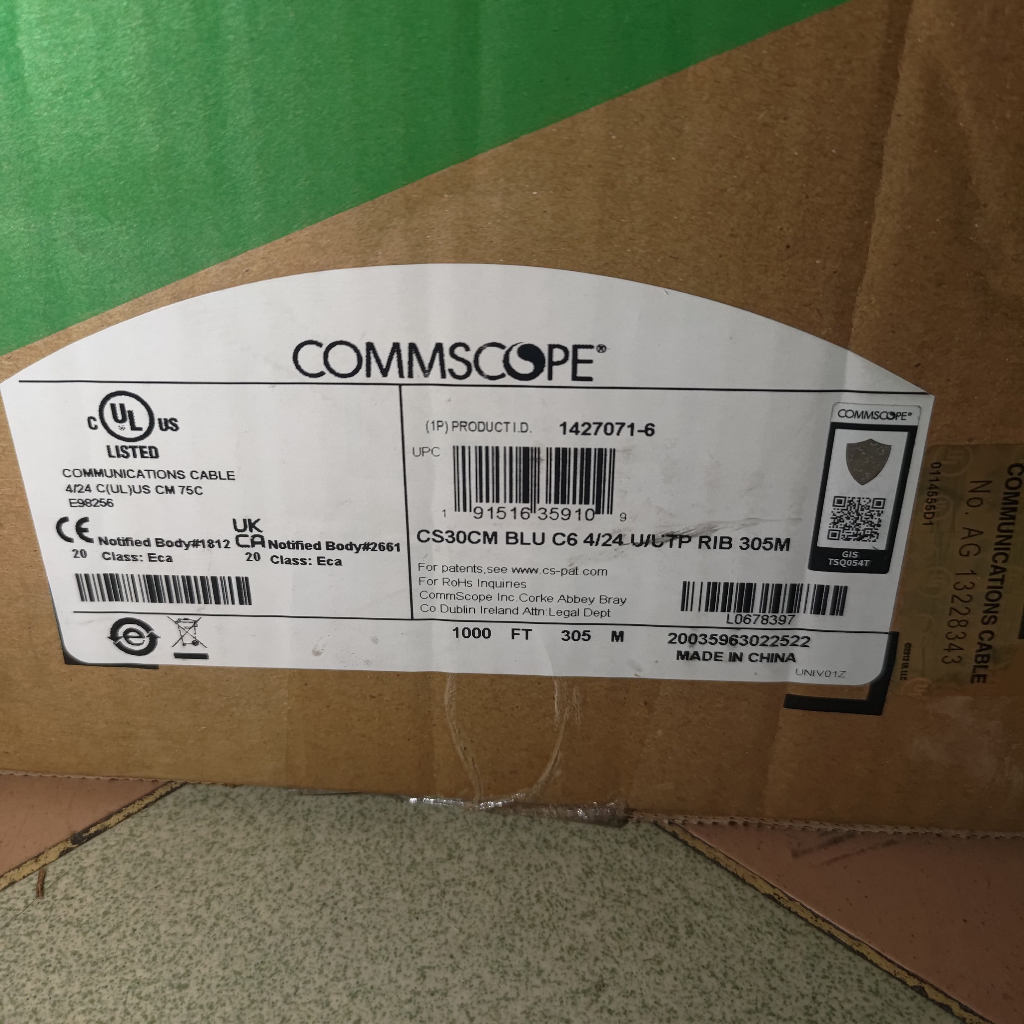 COMMSCOPE®
C UL US
LISTED
COMMUNICATIONS CABLE
4/24 C(UL)US CM 75C
E98256
CE Notified Body#1812
20 Class: Eca
UK
CA Notified Body#2661
20 Class: Eca
(1P) PRODUCT I.D. 1427071-6
UPC
1 91516 35910 9
CS30CM BLU C6 4/24 U/UTP RIB 305M
For patents,see www.cs-pat.com
For RoHs Inquiries
CommScope Inc.Corke Abbey Bray
Co Dublin Ireland Attn:Legal Dept
L0678397
1000 FT 305 M 20035963022522
MADE IN CHINA
UNIV01Z
COMMSCOPE®
GIS
TSQ054T
COMMUNICATIONS CABLE
No. AG 13228343
0114555D1